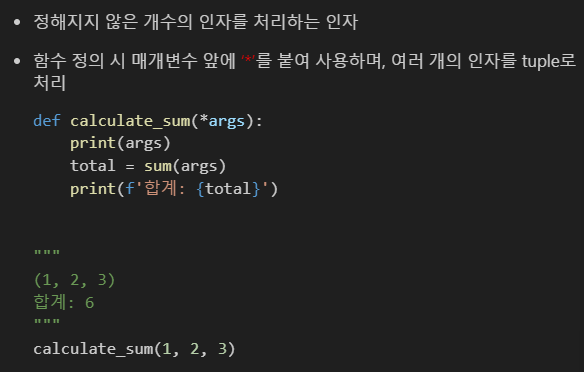 • 정해지지 않은 개수의 인자를 처리하는 인자
• 함수 정의 시 매개변수 앞에 '*'를 붙여 사용하며, 여러 개의 인자를 tuple로
처리
def calculate_sum(*args):
    print(args)
    total = sum(args)
    print(f'합계: {total}')
"""
(1, 2, 3)
합계: 6
"""
calculate_sum(1, 2, 3)